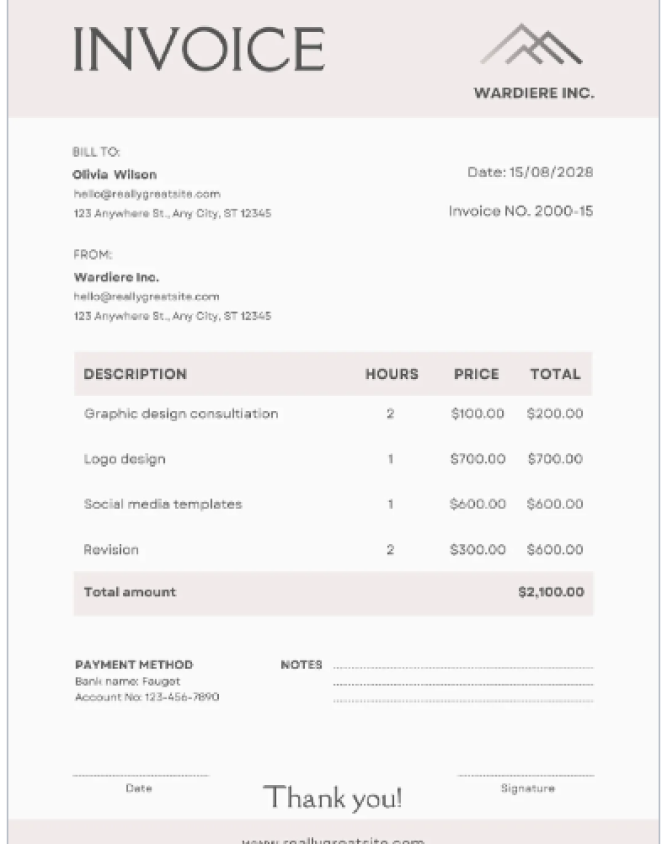 INVOICE
WARDIERE INC.
BILL TO:
Olivia Wilson
hello@reallygreatsite.com
123 Anywhere St., Any City, ST 12345
Date: 15/08/2028
Invoice NO. 2000-15
FROM:
Wardiere Inc.
hello@reallygreatsite.com
123 Anywhere St., Any City, ST 12345
DESCRIPTION HOURS PRICE TOTAL
Graphic design consultiation 2 $100.00 $200.00
Logo design 1 $700.00 $700.00
Social media templates 1 $600.00 $600.00
Revision 2 $300.00 $600.00
Total amount $2,100.00
PAYMENT METHOD
Bank name: Fauget
Account No: 123-456-7890
NOTES
Date
Thank you!
Signature
www.reallygreatsite.com